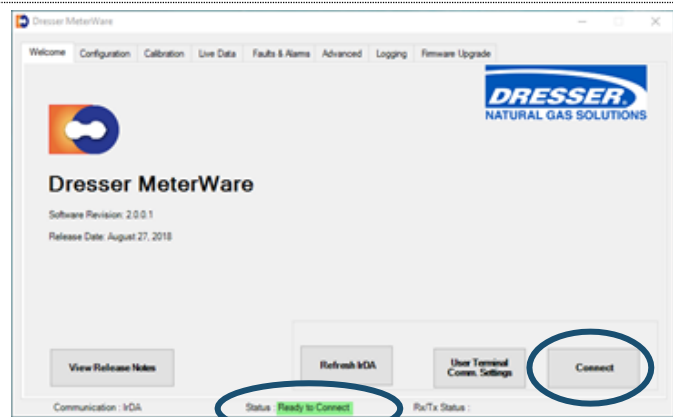 Dresser MeterWare
Welcome Configuration Calibration Live Data Faults & Alarms Advanced Logging Firmware Upgrade
DRESSER.
NATURAL GAS SOLUTIONS
Dresser MeterWare
Software Revision: 2.0.0.1
Release Date: August 27, 2018
View Release Notes
Refresh IrDA
User Terminal
Comm. Settings
Connect
Communication : IrDA Status : Ready to Connect Rx/Tx Status :